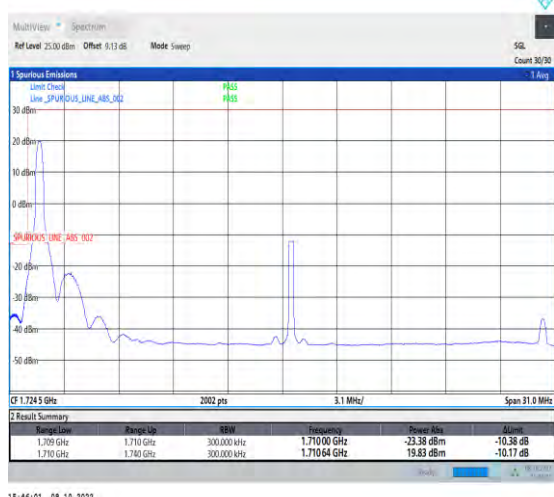 MultiView Spectrum
Ref Level 25.00 dBm Offset 9.13 dB Mode Sweep SGL
Count 30/30
1 Spurious Emissions 1 Avg
Limit Check PASS
Line _SPURIOUS_LINE_ABS_002 PASS
30 dBm
20 dBm
10 dBm
0 dBm
_SPURIOUS_LINE_ABS_002
-20 dBm
-30 dBm
-40 dBm
-50 dBm
CF 1.724 5 GHz 2002 pts 3.1 MHz/ Span 31.0 MHz
2 Result Summary
Range Low Range Up RBW Frequency Power Abs ΔLimit
1.709 GHz 1.710 GHz 300.000 kHz 1.710 00 GHz -23.38 dBm -10.38 dB
1.710 GHz 1.740 GHz 300.000 kHz 1.710 64 GHz 19.83 dBm -10.17 dB